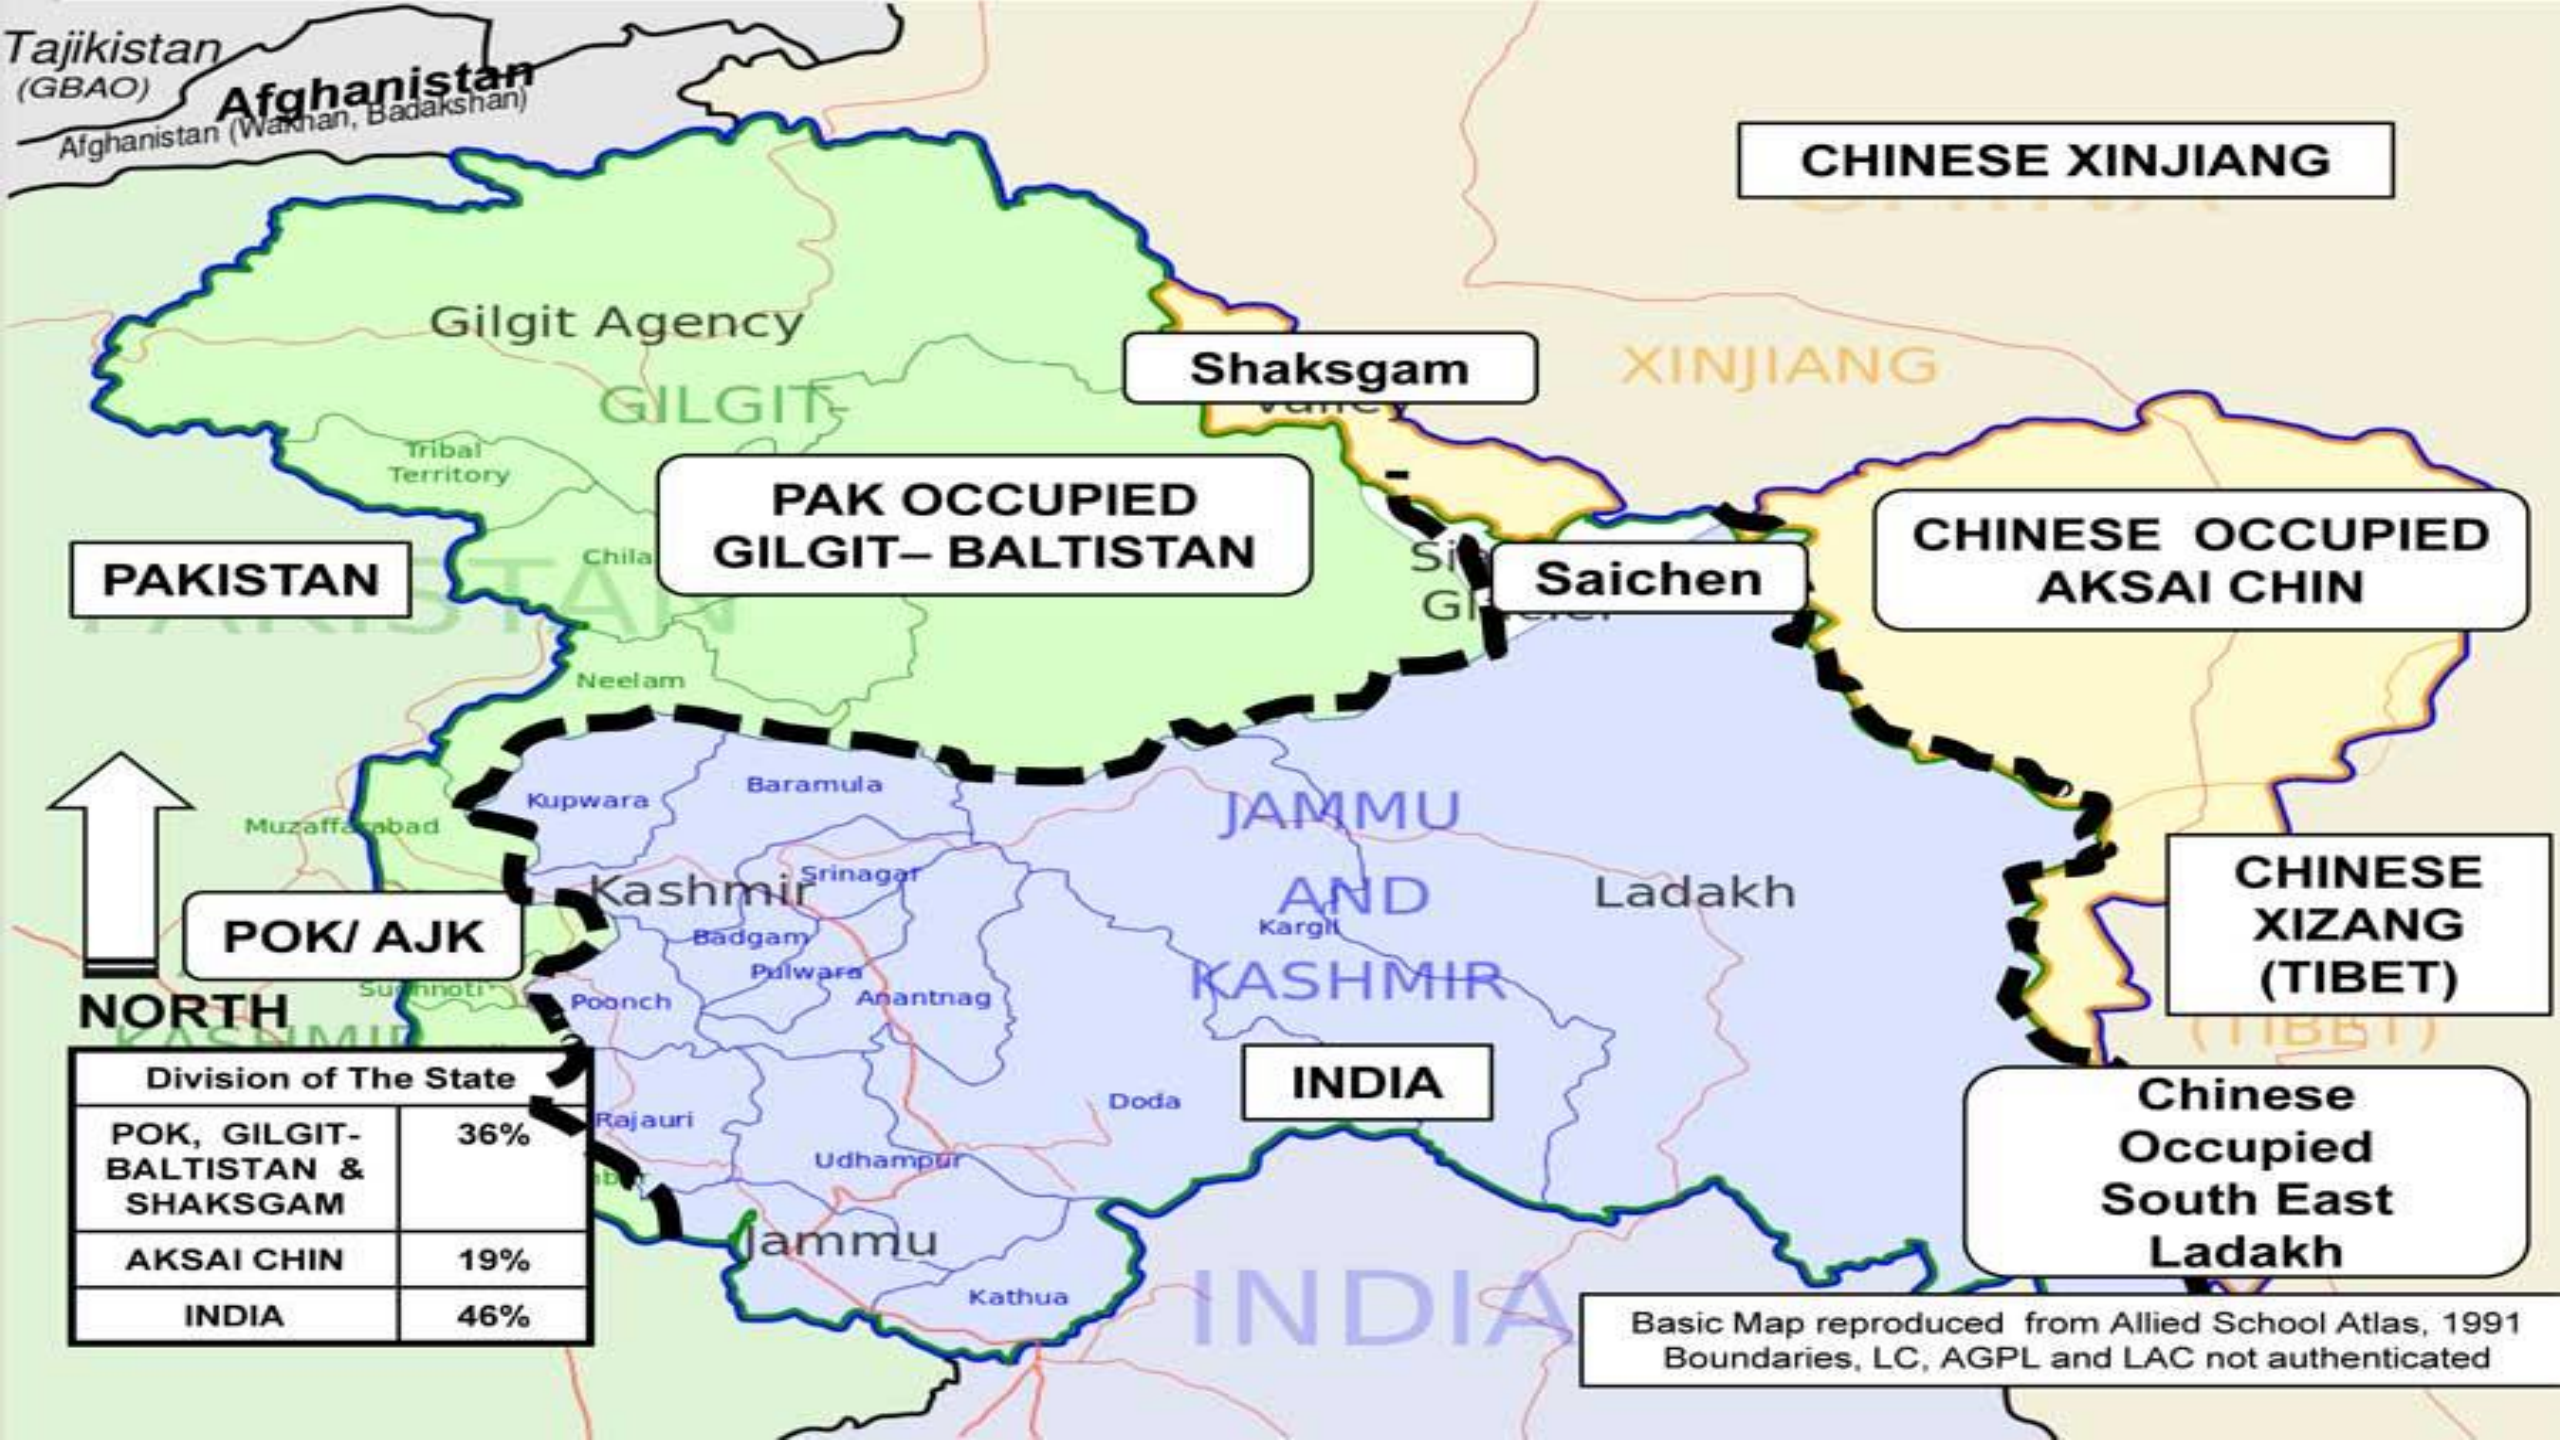 Tajikistan
(GBAO)
Afghanistan
Afghanistan (Wakhan, Badakshan)
CHINESE XINJIANG
Gilgit Agency
Shaksgam
XINJIANG
GILGIT-
Tribal
Territory
PAK OCCUPIED
GILGIT– BALTISTAN
CHINESE OCCUPIED
AKSAI CHIN
PAKISTAN
Chila
Saichen
Neelam
Kupwara
Baramula
JAMMU
AND
KASHMIR
Muzaffarabad
Srinagar
Kashmir
Ladakh
Kargil
CHINESE
XIZANG
(TIBET)
POK/ AJK
Badgam
Pulwara
Anantnag
Poonch
NORTH
(TIBET)
INDIA
Division of The State
POK, GILGIT-
BALTISTAN &
SHAKSGAM
36%
AKSAI CHIN
19%
INDIA
46%
Rajauri
Doda
Udhampur
Chinese
Occupied
South East
Ladakh
Jammu
Kathua
INDIA
Basic Map reproduced from Allied School Atlas, 1991
Boundaries, LC, AGPL and LAC not authenticated